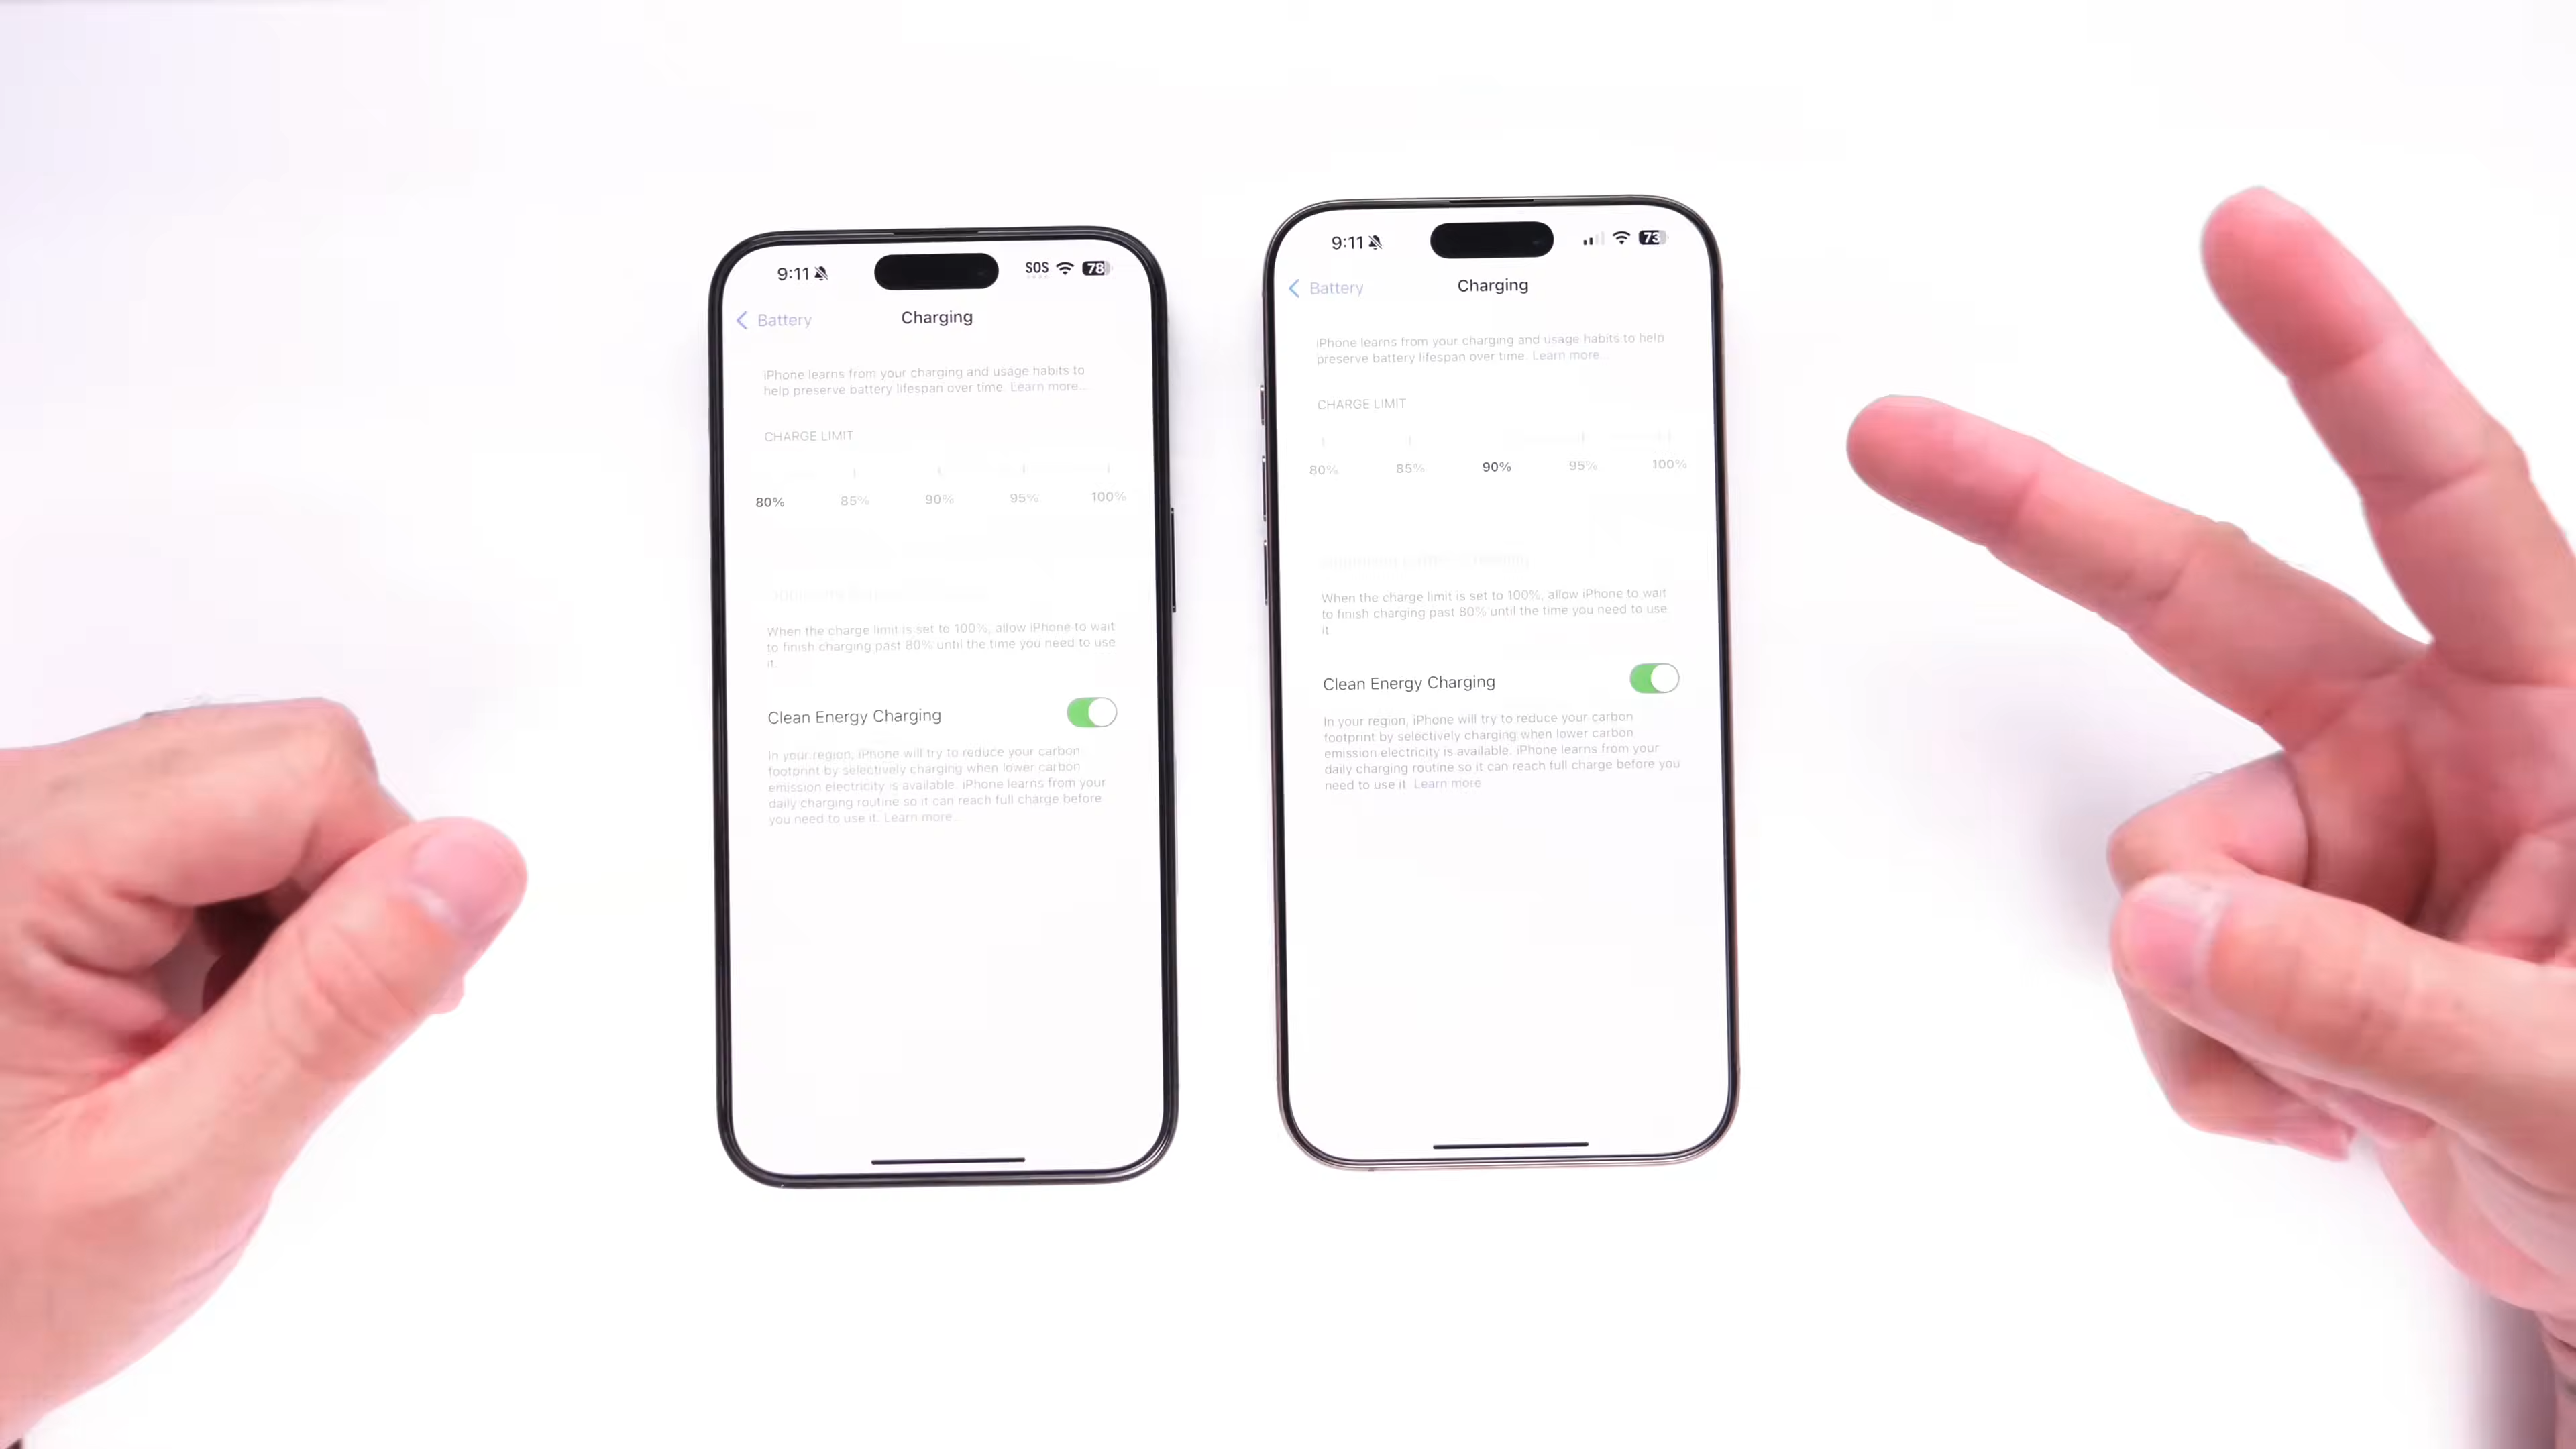 9:11
SOS
78
Battery
Charging
iPhone learns from your charging and usage habits to
help preserve battery lifespan over time. Learn more...
CHARGE LIMIT
80%
85%
90%
95%
100%
When the charge limit is set to 100%, allow iPhone to wait
to finish charging past 80% until the time you need to use
it.
Clean Energy Charging
In your region, iPhone will try to reduce your carbon
footprint by selectively charging when lower carbon
emission electricity is available. iPhone learns from your
daily charging routine so it can reach full charge before
you need to use it. Learn more...
9:11
73
Battery
Charging
iPhone learns from your charging and usage habits to help
preserve battery lifespan over time. Learn more...
CHARGE LIMIT
80%
85%
90%
95%
100%
When the charge limit is set to 100%, allow iPhone to wait
to finish charging past 80% until the time you need to use
it
Clean Energy Charging
In your region, iPhone will try to reduce your carbon
footprint by selectively charging when lower carbon
emission electricity is available. iPhone learns from your
daily charging routine so it can reach full charge before you
need to use it Learn more